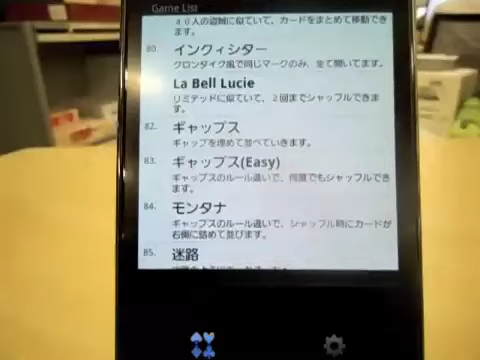 Game List
４０人の盗賊に似ていて、カードをまとめて移動できま
す。
80.
インクィシター
クロンダイク風で同じマークのみ、全て開いてます。
La Bell Lucie
リミテッドに似ていて、２回までシャッフルできま
す。
82.
ギャップス
ギャップを埋めて並べていきます。
83.
ギャップス(Easy)
ギャップスのルール違いで、何度でもシャッフルでき
ます。
84.
モンタナ
ギャップスのルール違いで、シャッフル時にカードが
右側に詰めて並びます。
85.
迷路